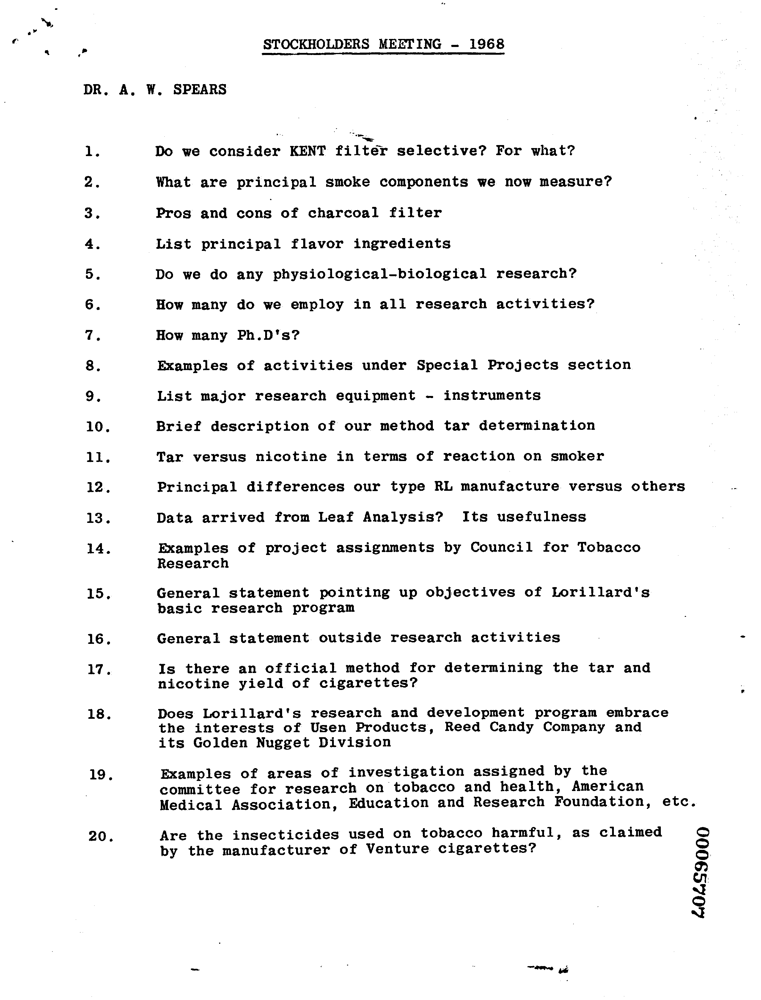 STOCKHOLDERS MEETING - 1968
DR. A. W. SPEARS
1. Do we consider KENT filter selective? For what?
2. What are principal smoke components we now measure?
3. Pros and cons of charcoal filter
4. List principal flavor ingredients
5. Do we do any physiological-biological research?
6. How many do we employ in all research activities?
7. How many Ph.D's?
8. Examples of activities under Special Projects section
9. List major research equipment - instruments
10. Brief description of our method tar determination
11. Tar versus nicotine in terms of reaction on smoker
12. Principal differences our type RL manufacture versus others
13. Data arrived from Leaf Analysis? Its usefulness
14. Examples of project assignments by Council for Tobacco
Research
15. General statement pointing up objectives of Lorillard's
basic research program
16. General statement outside research activities
17. Is there an official method for determining the tar and
nicotine yield of cigarettes?
18. Does Lorillard's research and development program embrace
the interests of Usen Products, Reed Candy Company and
its Golden Nugget Division
19. Examples of areas of investigation assigned by the
committee for research on tobacco and health, American
Medical Association, Education and Research Foundation, etc.
20. Are the insecticides used on tobacco harmful, as claimed
by the manufacturer of Venture cigarettes?
00065707